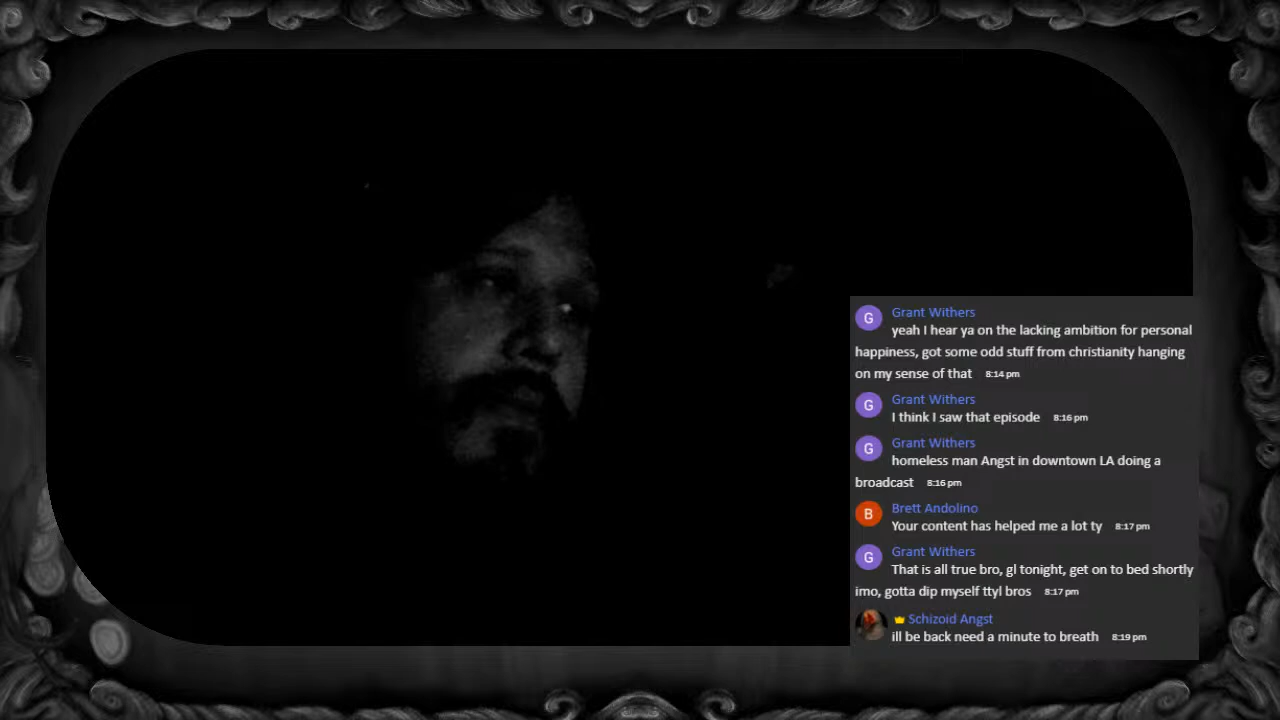 G Grant Withers
yeah I hear ya on the lacking ambition for personal
happiness, got some odd stuff from christianity hanging
on my sense of that 8:14 pm
G Grant Withers
I think I saw that episode 8:16 pm
G Grant Withers
homeless man Angst in downtown LA doing a
broadcast 8:16 pm
B Brett Andolino
Your content has helped me a lot ty 8:17 pm
G Grant Withers
That is all true bro, gl tonight, get on to bed shortly
imo, gotta dip myself ttyl bros 8:17 pm
Schizoid Angst
ill be back need a minute to breath 8:19 pm